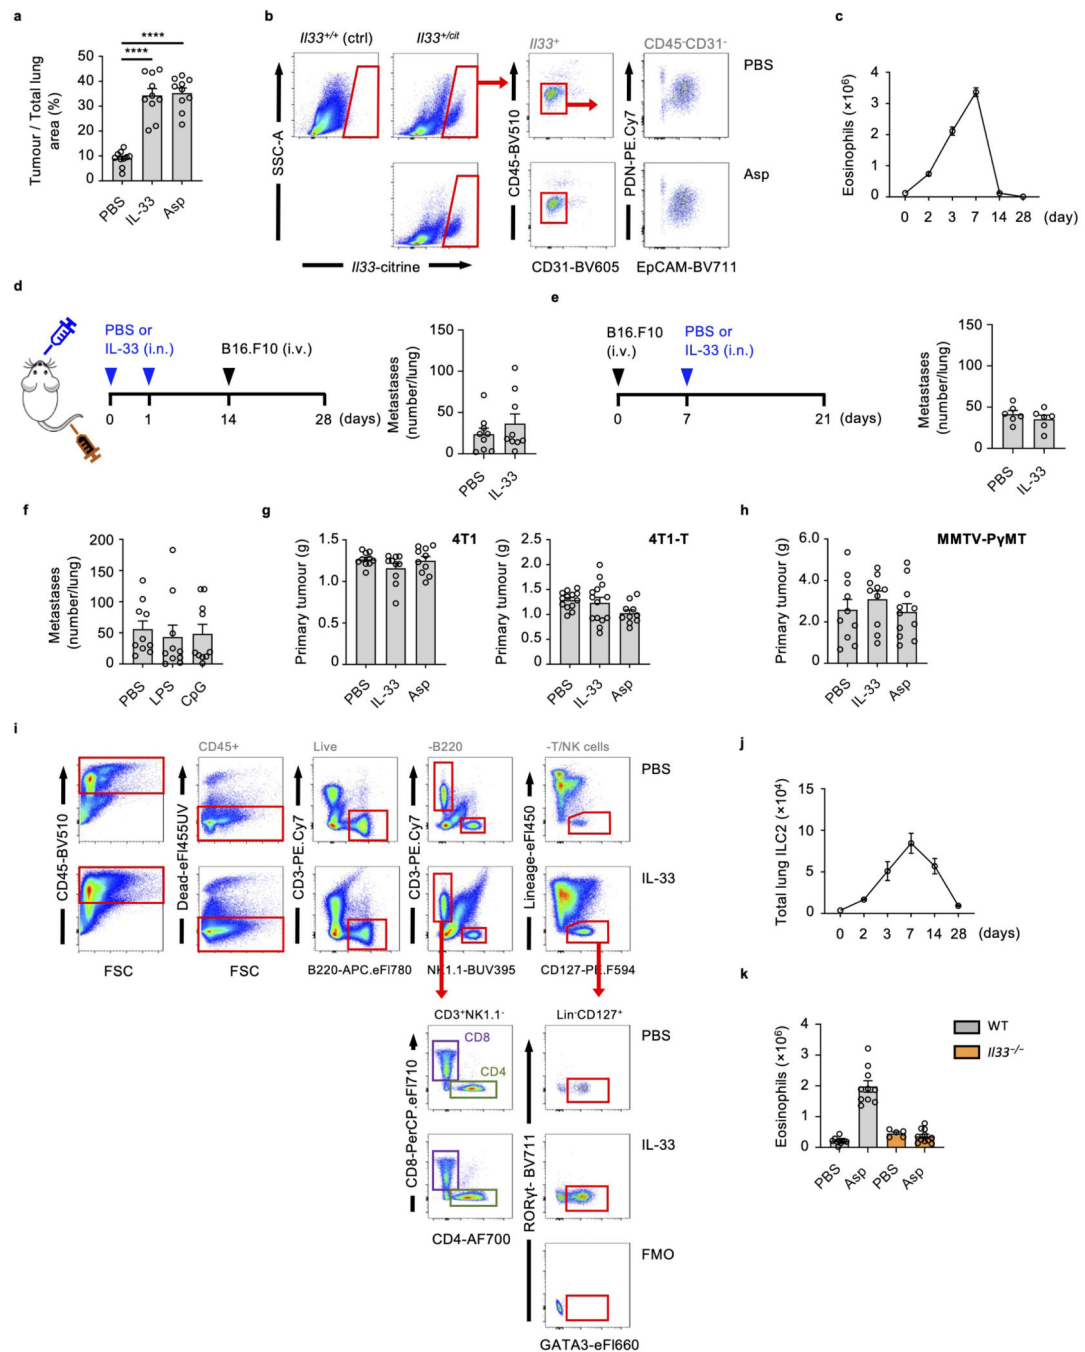 a
****
****
Tumour / Total lung
area (%)
50
40
30
20
10
0
PBS
IL-33
Asp
b
Il33+/+ (ctrl)
Il33+/cit
Il33+
CD45-CD31-
PBS
Asp
SSC-A
CD45-BV510
PDN-PE.Cy7
Il33-citrine
CD31-BV605
EpCAM-BV711
c
Eosinophils (×10⁶)
4
3
2
1
0
0 2 3 7 14 28 (day)
d
PBS or
IL-33 (i.n.)
B16.F10 (i.v.)
0 1 14 28 (days)
Metastases
(number/lung)
150
100
50
0
PBS
IL-33
e
B16.F10
(i.v.)
PBS or
IL-33 (i.n.)
0 7 21 (days)
Metastases
(number/lung)
150
100
50
0
PBS
IL-33
f
Metastases
(number/lung)
200
150
100
50
0
PBS
LPS
CpG
g
4T1
Primary tumour (g)
1.5
1.0
0.5
0
PBS
IL-33
Asp
4T1-T
Primary tumour (g)
2.5
2.0
1.5
1.0
0.5
0
PBS
IL-33
Asp
h
MMTV-PγMT
Primary tumour (g)
6.0
4.0
2.0
0
PBS
IL-33
Asp
i
CD45+
Live
-B220
-T/NK cells
PBS
IL-33
CD45-BV510
Dead-eFl455UV
CD3-PE.Cy7
CD3-PE.Cy7
Lineage-eFl450
FSC
FSC
B220-APC.eFl780
NK1.1-BUV395
CD127-PE.F594
CD3+NK1.1-
Lin-CD127+
CD8
CD4
PBS
IL-33
FMO
CD8-PerCP.eFl710
RORγt- BV711
CD4-AF700
GATA3-eFl660
j
Total lung ILC2 (×10⁴)
15
10
5
0
0 2 3 7 14 28 (days)
k
Eosinophils (×10⁶)
4
3
2
1
0
PBS
Asp
PBS
Asp
WT
Il33−/−